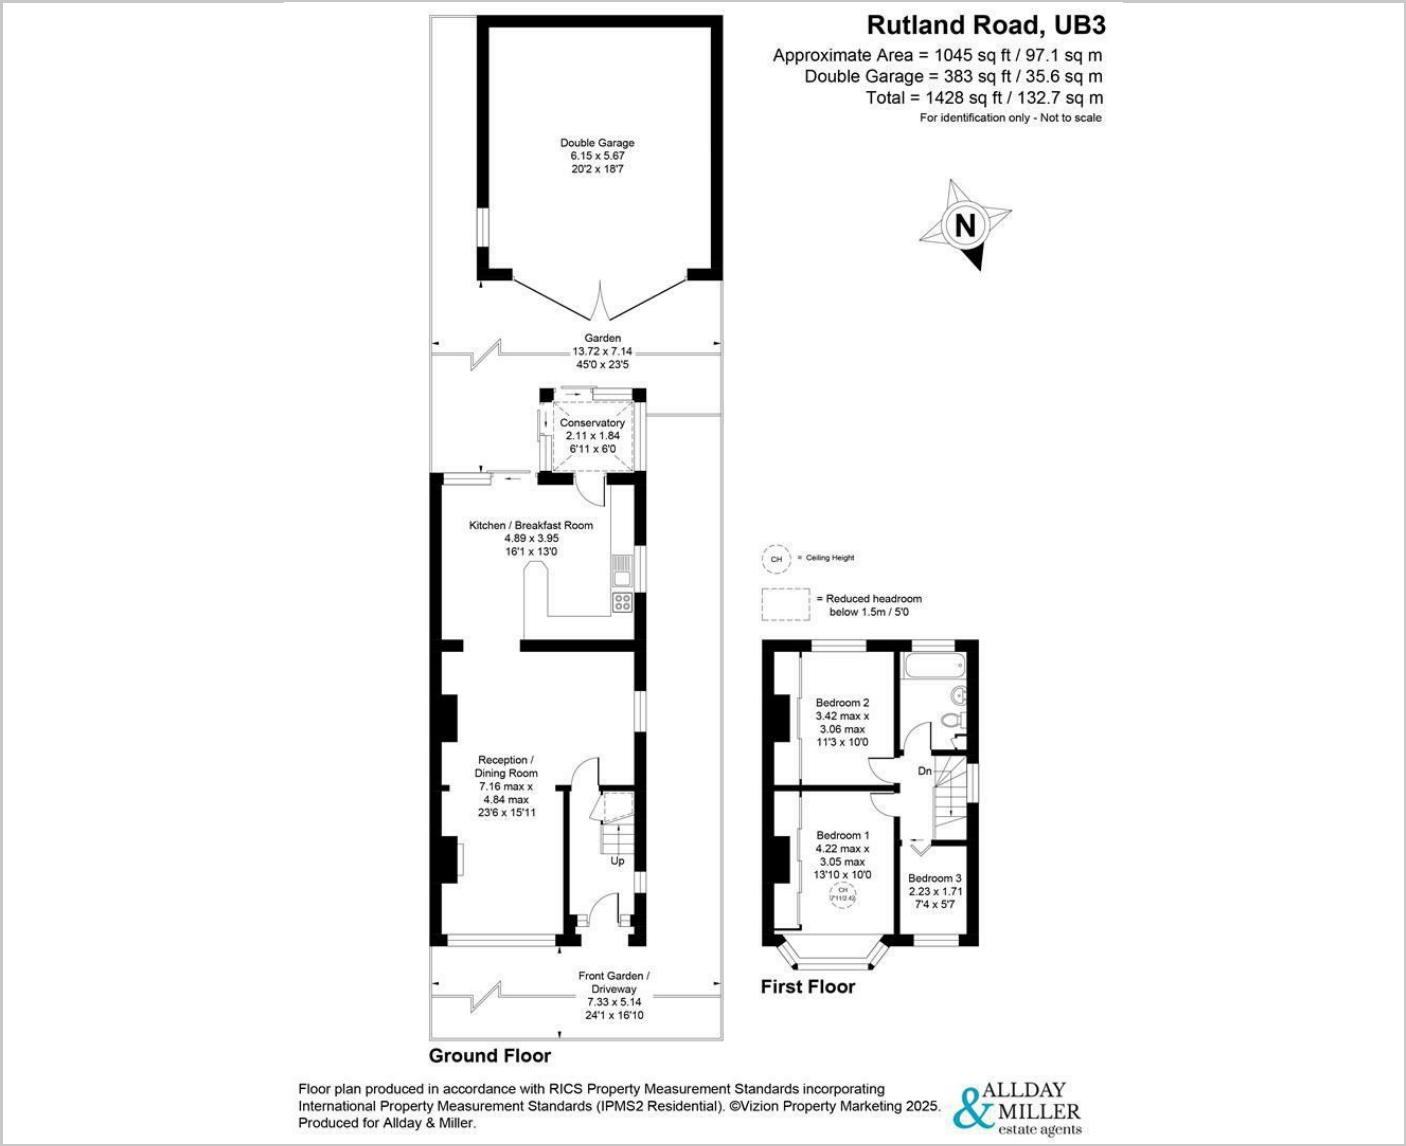 Rutland Road, UB3
Approximate Area = 1045 sq ft / 97.1 sq m
Double Garage = 383 sq ft / 35.6 sq m
Total = 1428 sq ft / 132.7 sq m
For identification only - Not to scale
N
Double Garage
6.15 x 5.67
20'2 x 18'7
Garden
13.72 x 7.14
45'0 x 23'5
Conservatory
2.11 x 1.84
6'11 x 6'0
Kitchen / Breakfast Room
4.89 x 3.95
16'1 x 13'0
Reception /
Dining Room
7.16 max x
4.84 max
23'6 x 15'11
Up
Front Garden /
Driveway
7.33 x 5.14
24'1 x 16'10
Ground Floor
CH
= Ceiling Height
= Reduced headroom
below 1.5m / 5'0
Bedroom 2
3.42 max x
3.06 max
11'3 x 10'0
Dn
Bedroom 1
4.22 max x
3.05 max
13'10 x 10'0
CH
Bedroom 3
2.23 x 1.71
7'4 x 5'7
First Floor
Floor plan produced in accordance with RICS Property Measurement Standards incorporating
International Property Measurement Standards (IPMS2 Residential). ©Vizion Property Marketing 2025.
Produced for Allday & Miller.
ALLDAY
& MILLER
estate agents